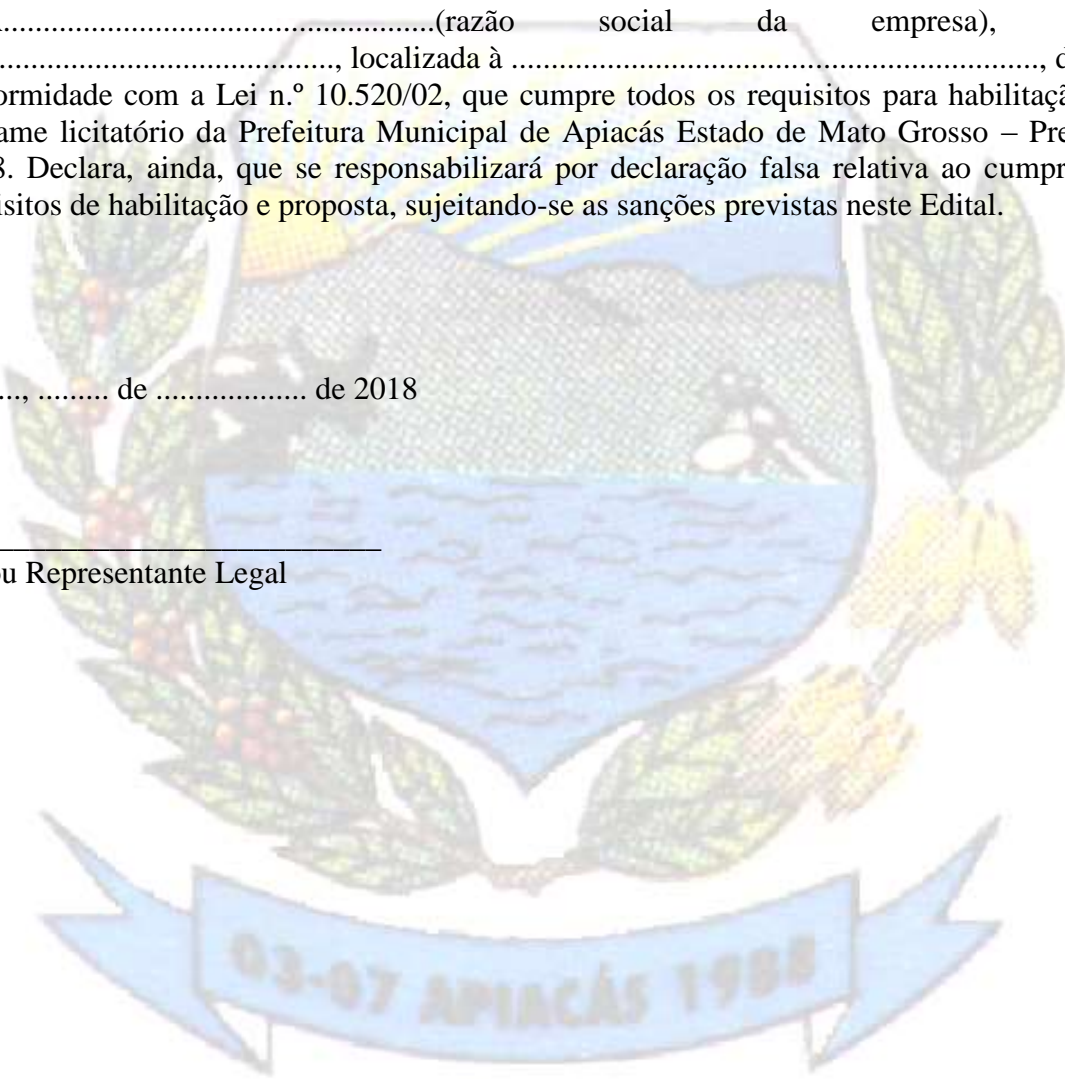 ..............................................(razão social da empresa),
........................................, localizada à .................................................................., d
ormidade com a Lei n.º 10.520/02, que cumpre todos os requisitos para habilitaçã
ame licitatório da Prefeitura Municipal de Apiacás Estado de Mato Grosso – Pre
8. Declara, ainda, que se responsabilizará por declaração falsa relativa ao cumpr
isitos de habilitação e proposta, sujeitando-se as sanções previstas neste Edital.
..., ......... de ................... de 2018
________________________
ou Representante Legal
03-07 APIACÁS 1988